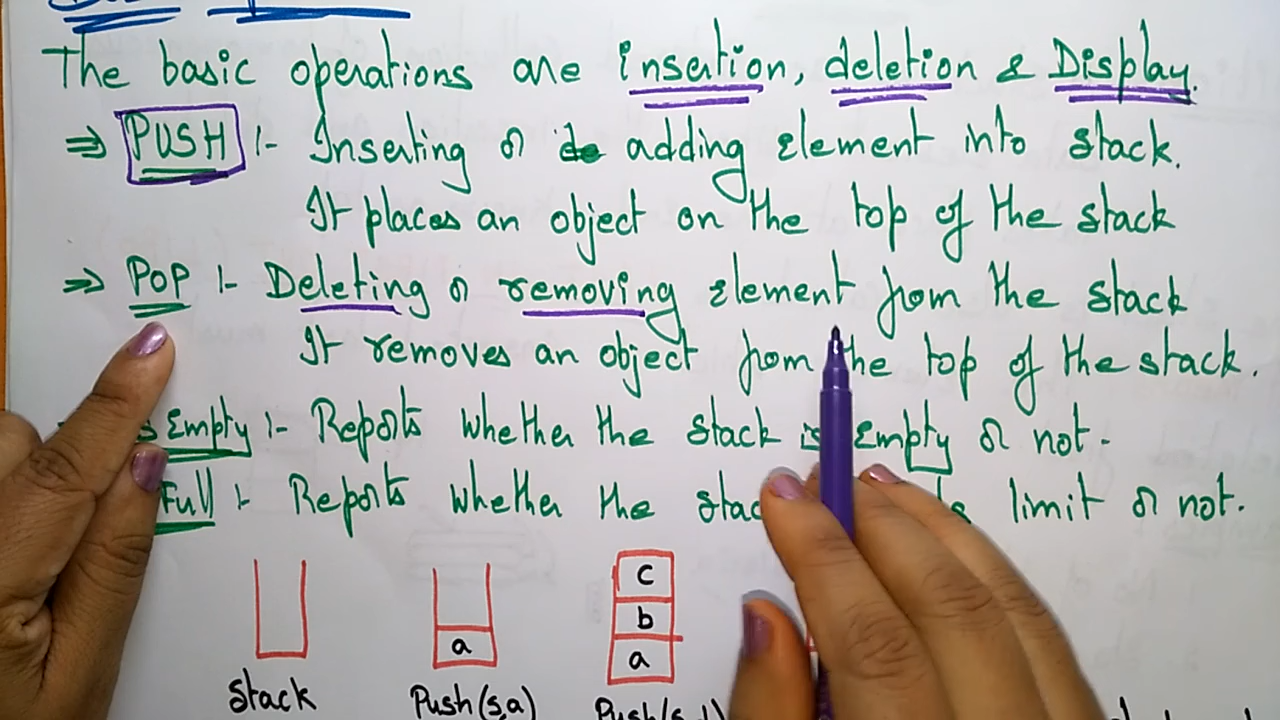 The basic operations are insertion, deletion & Display.
⇒ PUSH :- Inserting or adding element into stack.
It places an object on the top of the stack
⇒ POP :- Deleting or removing element from the stack
It removes an object from the top of the stack.
Empty :- Reports whether the stack is empty or not.
Full :- Reports whether the limit or not.
c
b
a
a
stack
Push(s,a)